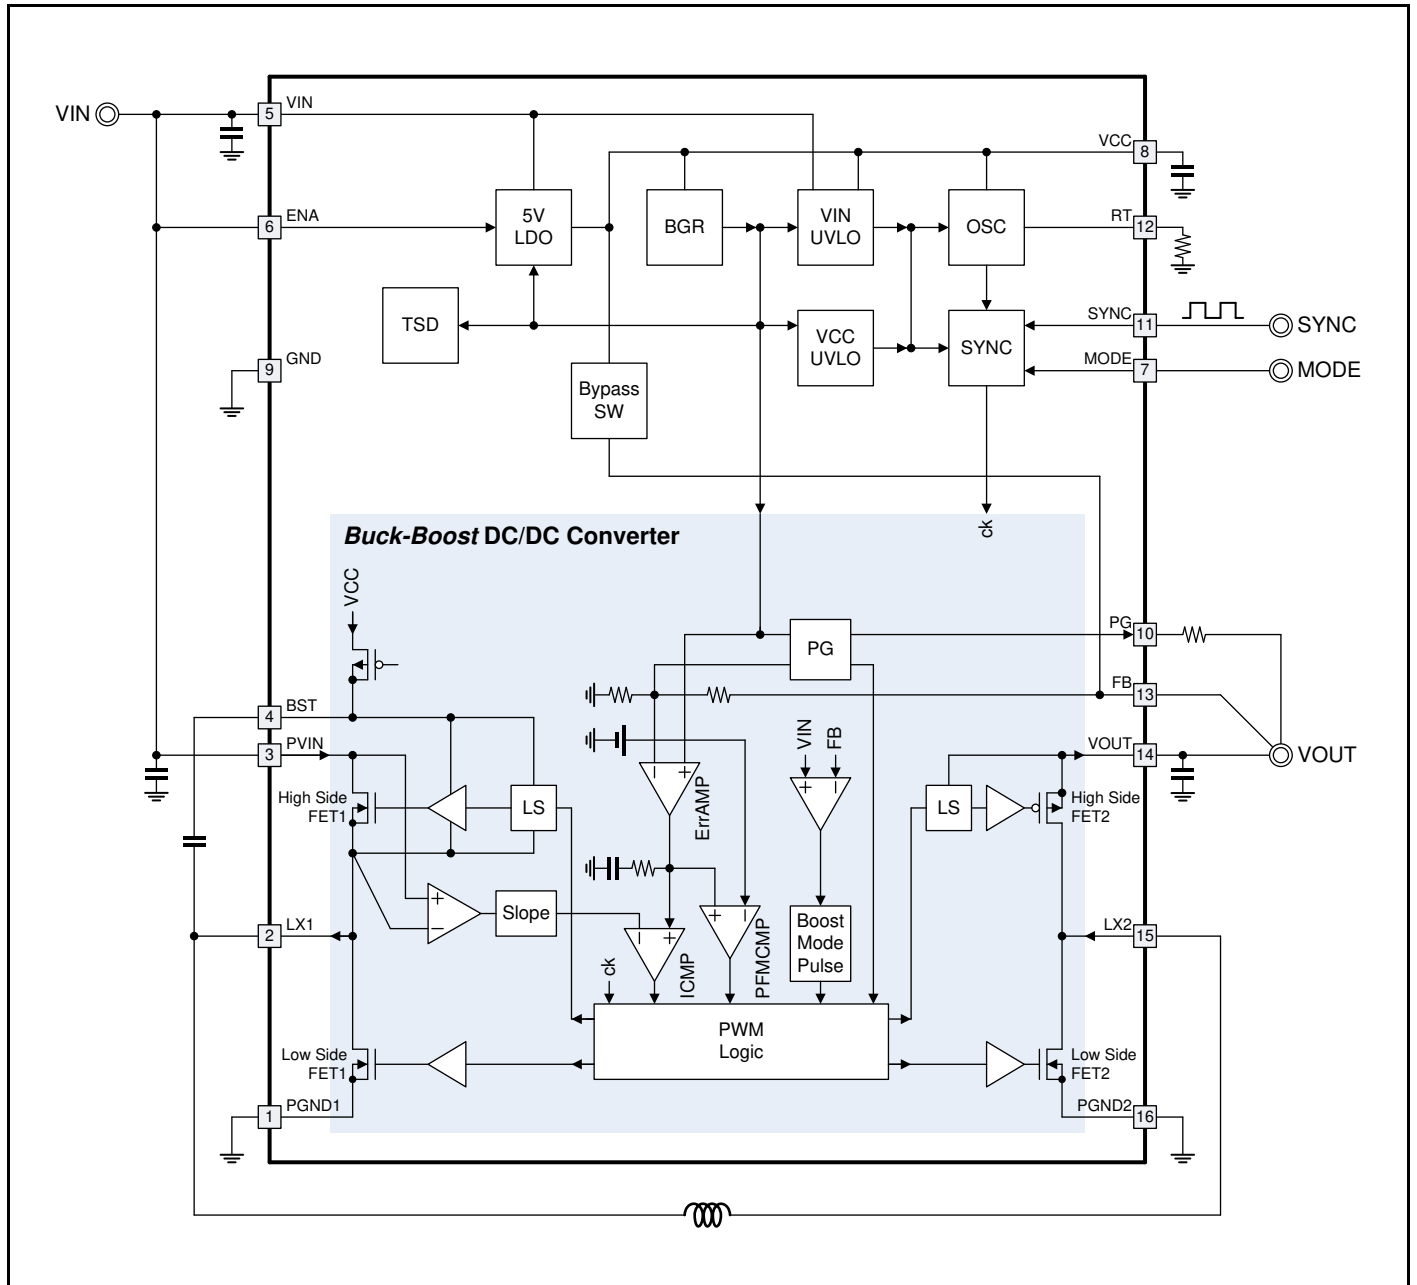 VIN
5
VIN
VCC
8
6
ENA
5V
LDO
BGR
VIN
UVLO
OSC
RT
12
TSD
VCC
UVLO
SYNC
SYNC
11
SYNC
MODE
7
MODE
9
GND
Bypass
SW
ck
Buck-Boost DC/DC Converter
VCC
PG
PG
10
FB
13
4
BST
3
PVIN
VIN
FB
VOUT
14
VOUT
High Side
FET1
LS
−
+
ErrAMP
+
−
LS
High Side
FET2
+
−
Slope
−
+
ICMP
+
−
PFMCMP
Boost
Mode
Pulse
2
LX1
LX2
15
ck
PWM
Logic
Low Side
FET1
Low Side
FET2
1
PGND1
PGND2
16